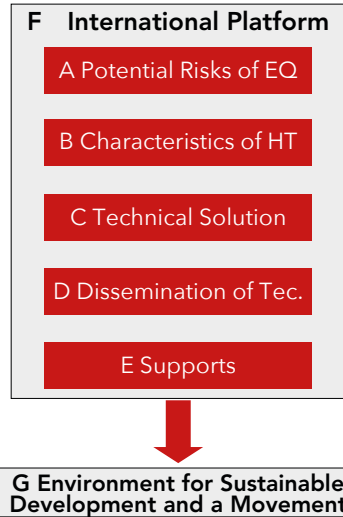 F International Platform
A Potential Risks of EQ
B Characteristics of HT
C Technical Solution
D Dissemination of Tec.
E Supports
G Environment for Sustainable
Development and a Movement